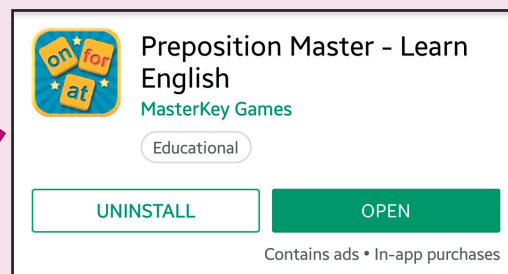 on for
at
Preposition Master - Learn
English
MasterKey Games
Educational
UNINSTALL OPEN
Contains ads • In-app purchases